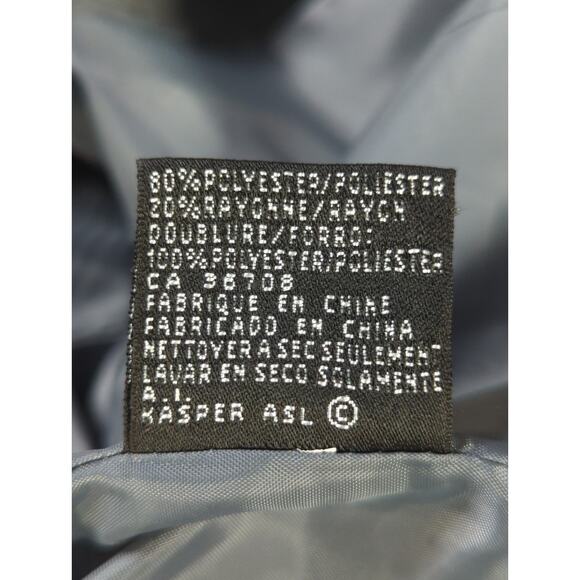 80% POLYESTER/POLIESTER
20% RAYONNE/RAYON
DOUBLURE/FORRO:
100% POLYESTER/POLIESTER
CA 36708
FABRIQUE EN CHINE
FABRICADO EN CHINA
NETTOYER A SEC SEULEMENT
LAVAR EN SECO SOLAMENTE
A.I.
KASPER ASL ©